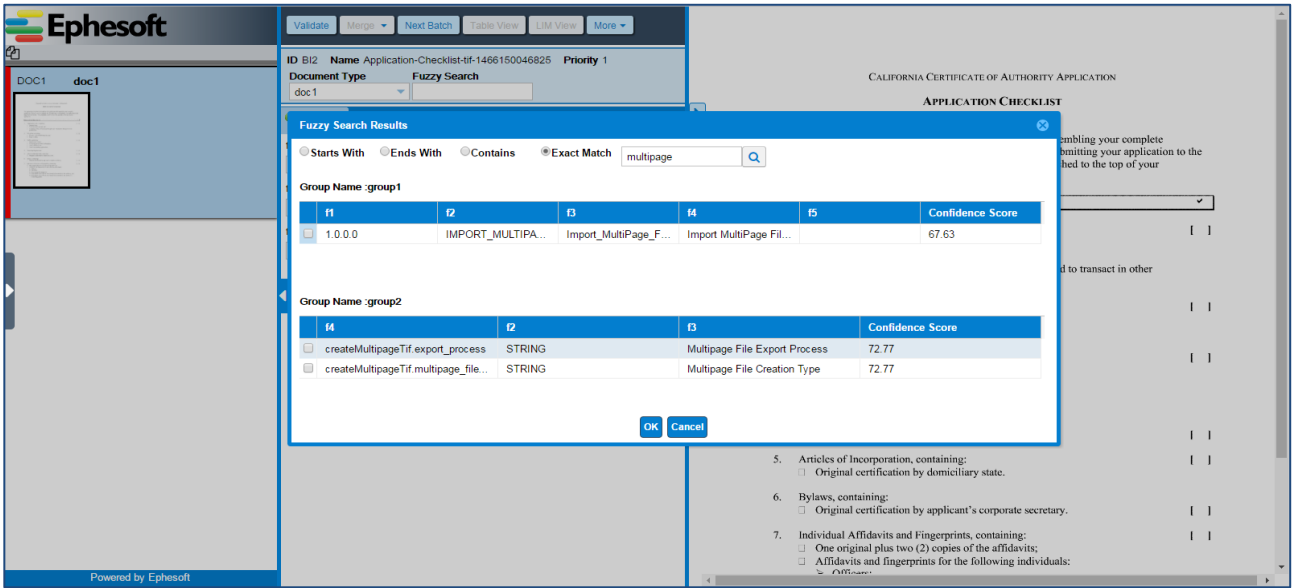 Ephesoft
DOC1 doc1
Powered by Ephesoft
Validate Merge Next Batch Table View LIM View More
ID BI2 Name Application-Checklist-tif-1466150046825 Priority 1
Document Type Fuzzy Search
doc1
Fuzzy Search Results
Starts With Ends With Contains Exact Match multipage
Group Name :group1
f1 f2 f3 f4 f5 Confidence Score
1.0.0.0 IMPORT_MULTIPA... Import_MultiPage_F... Import MultiPage Fil... 67.63
Group Name :group2
f4 f2 f3 Confidence Score
createMultipageTif.export_process STRING Multipage File Export Process 72.77
createMultipageTif.multipage_file... STRING Multipage File Creation Type 72.77
OK Cancel
CALIFORNIA CERTIFICATE OF AUTHORITY APPLICATION
APPLICATION CHECKLIST
embling your complete
bmitting your application to the
hed to the top of your
[ ]
d to transact in other
[ ]
[ ]
[ ]
5. Articles of Incorporation, containing: [ ]
Original certification by domiciliary state.
6. Bylaws, containing:
Original certification by applicant's corporate secretary. [ ]
7. Individual Affidavits and Fingerprints, containing: [ ]
One original plus two (2) copies of the affidavits;
Affidavits and fingerprints for the following individuals:
Officers: